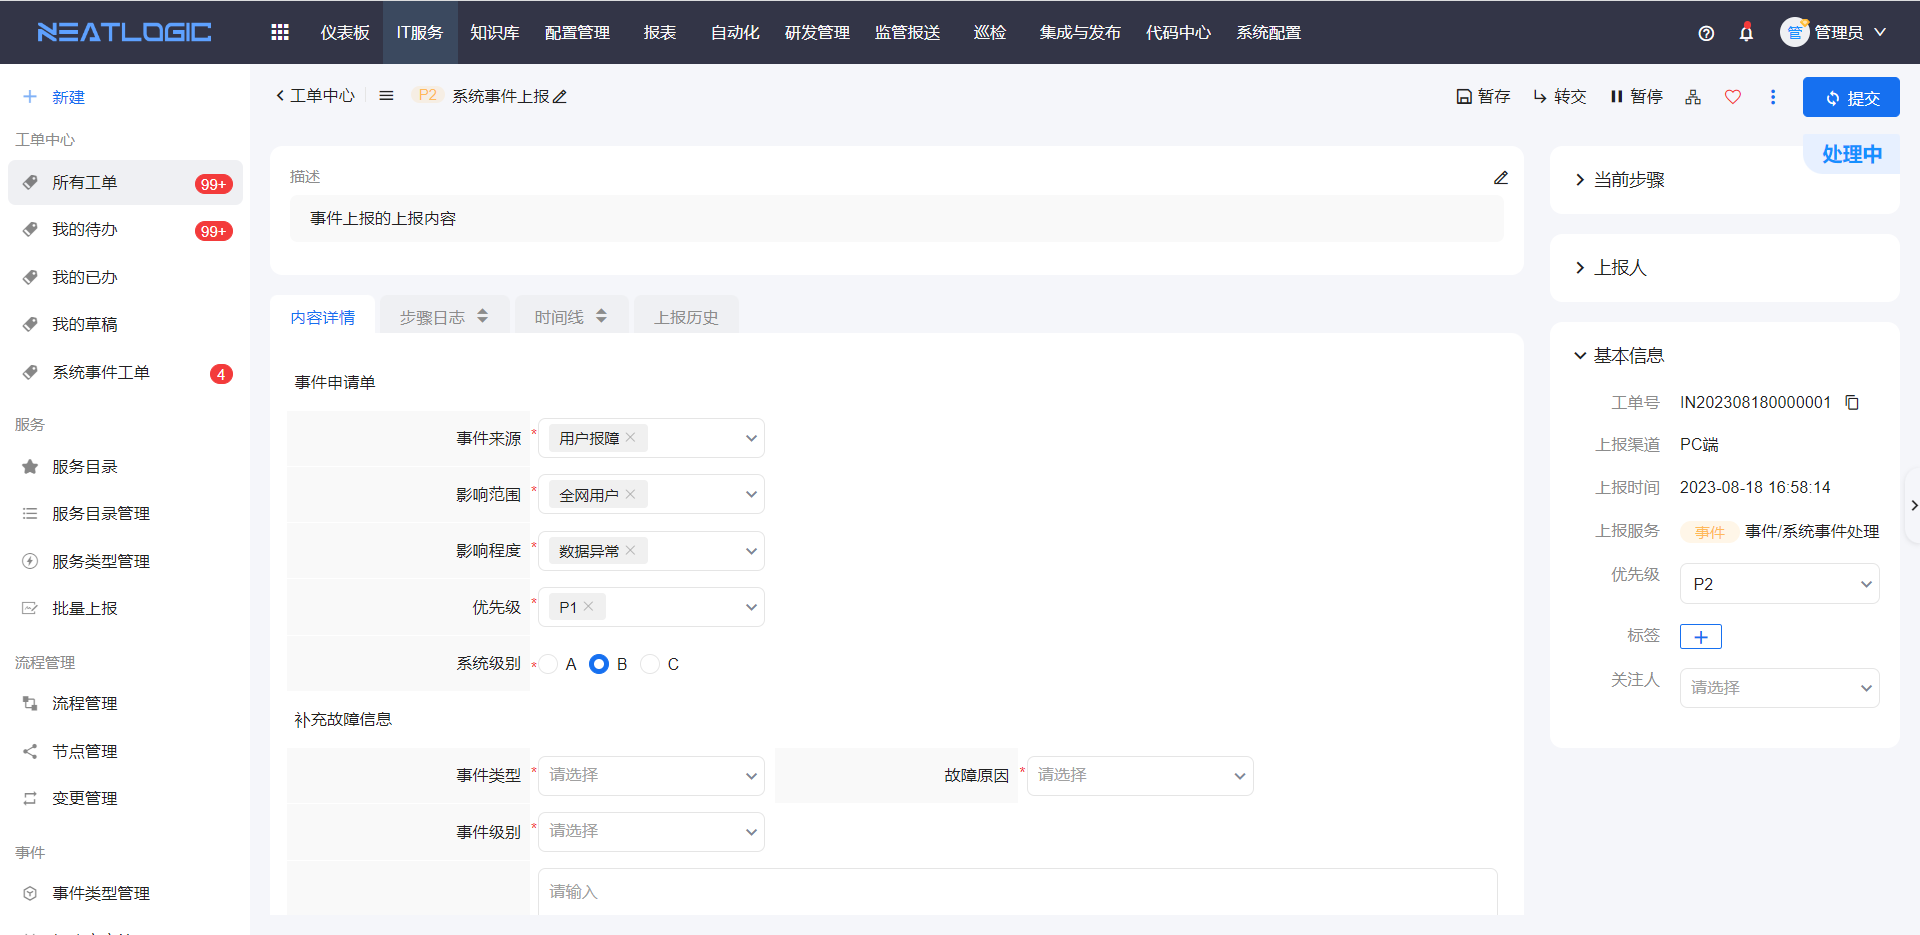 NEATLOGIC
仪表板 IT服务 知识库 配置管理 报表 自动化 研发管理 监管报送 巡检 集成与发布 代码中心 系统配置
管 管理员
新建
工单中心
所有工单 99+
我的待办 99+
我的已办
我的草稿
系统事件工单 4
服务
服务目录
服务目录管理
服务类型管理
批量上报
流程管理
流程管理
节点管理
变更管理
事件
事件类型管理
工单中心 P2 系统事件上报
暂存 转交 暂停 提交
描述
事件上报的上报内容
内容详情 步骤日志 时间线 上报历史
事件申请单
事件来源 * 用户报障
影响范围 * 全网用户
影响程度 * 数据异常
优先级 * P1
系统级别 * A B C
补充故障信息
事件类型 * 请选择 故障原因 * 请选择
事件级别 * 请选择
请输入
处理中
当前步骤
上报人
基本信息
工单号 IN202308180000001
上报渠道 PC端
上报时间 2023-08-18 16:58:14
上报服务 事件 事件/系统事件处理
优先级 P2
标签
关注人 请选择